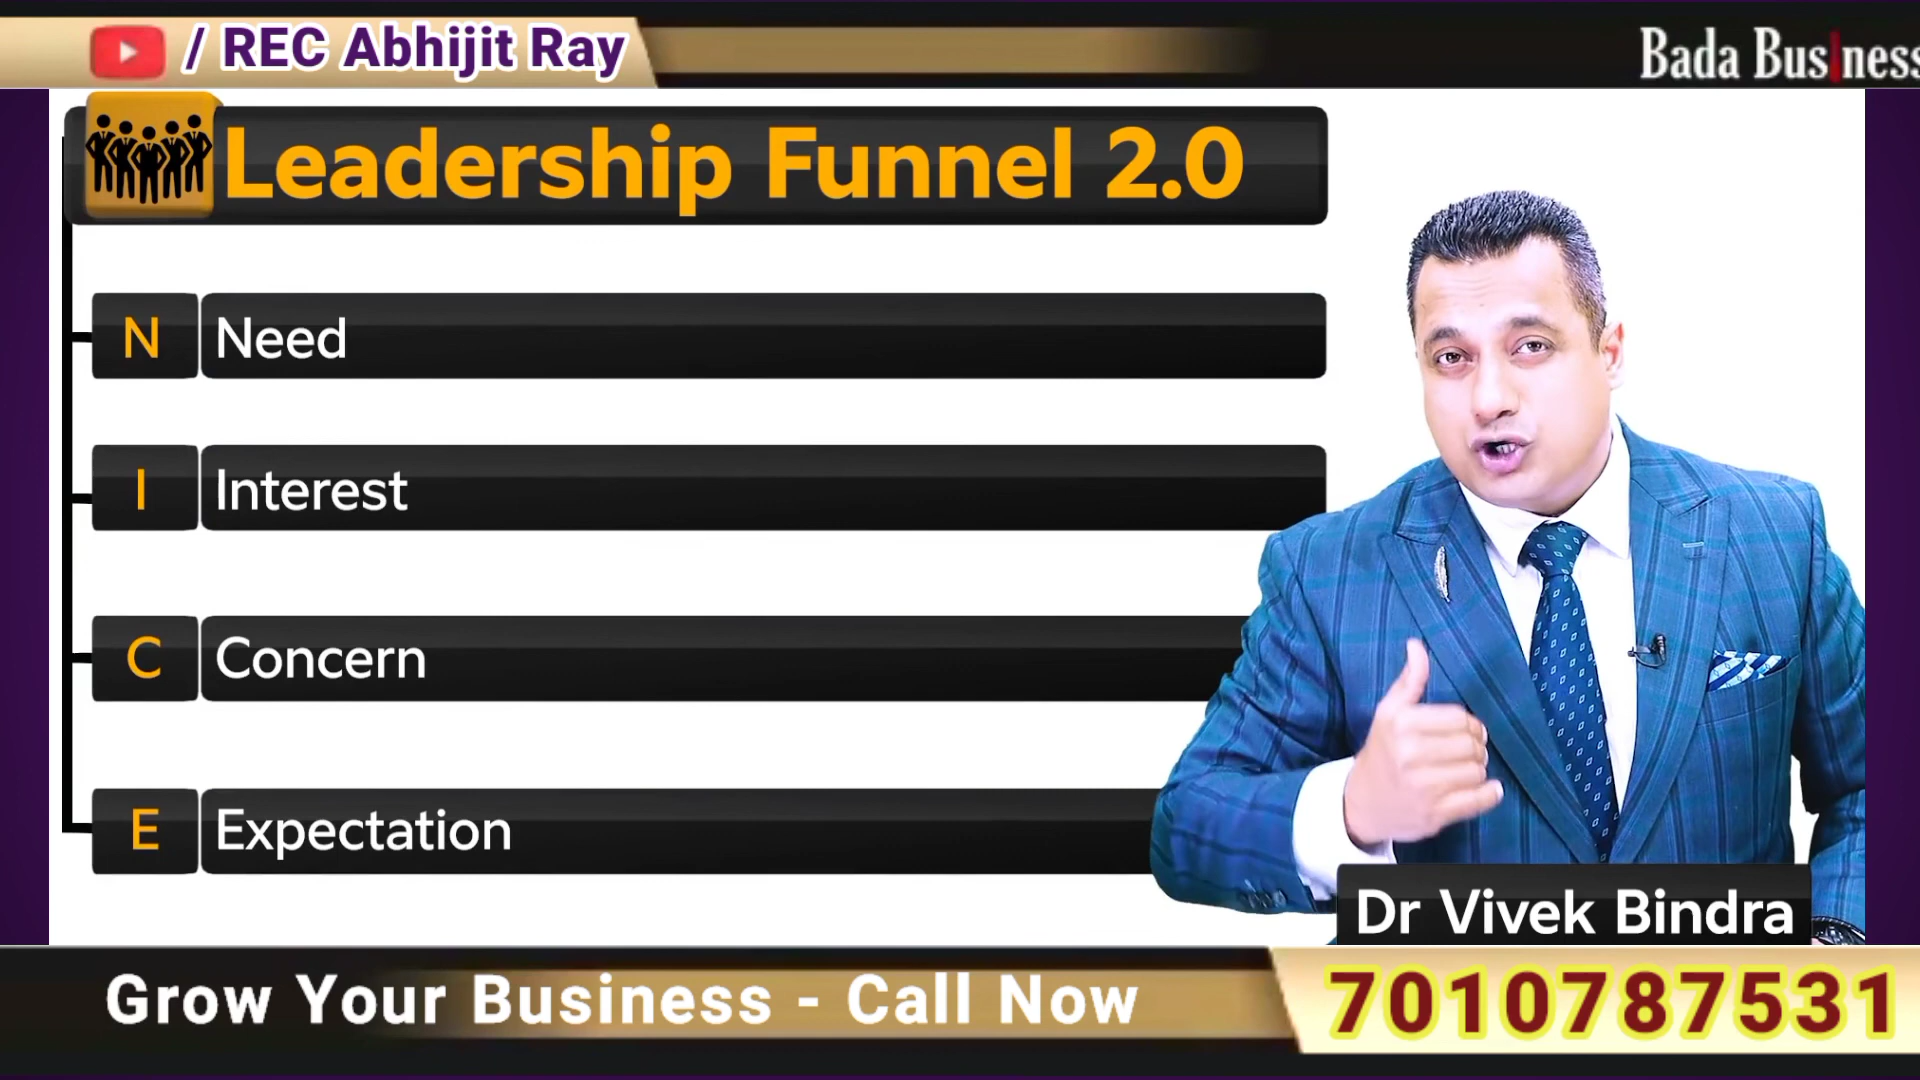 / REC Abhijit Ray
Bada Business
Leadership Funnel 2.0
N Need
I Interest
C Concern
E Expectation
Dr Vivek Bindra
Grow Your Business - Call Now
7010787531